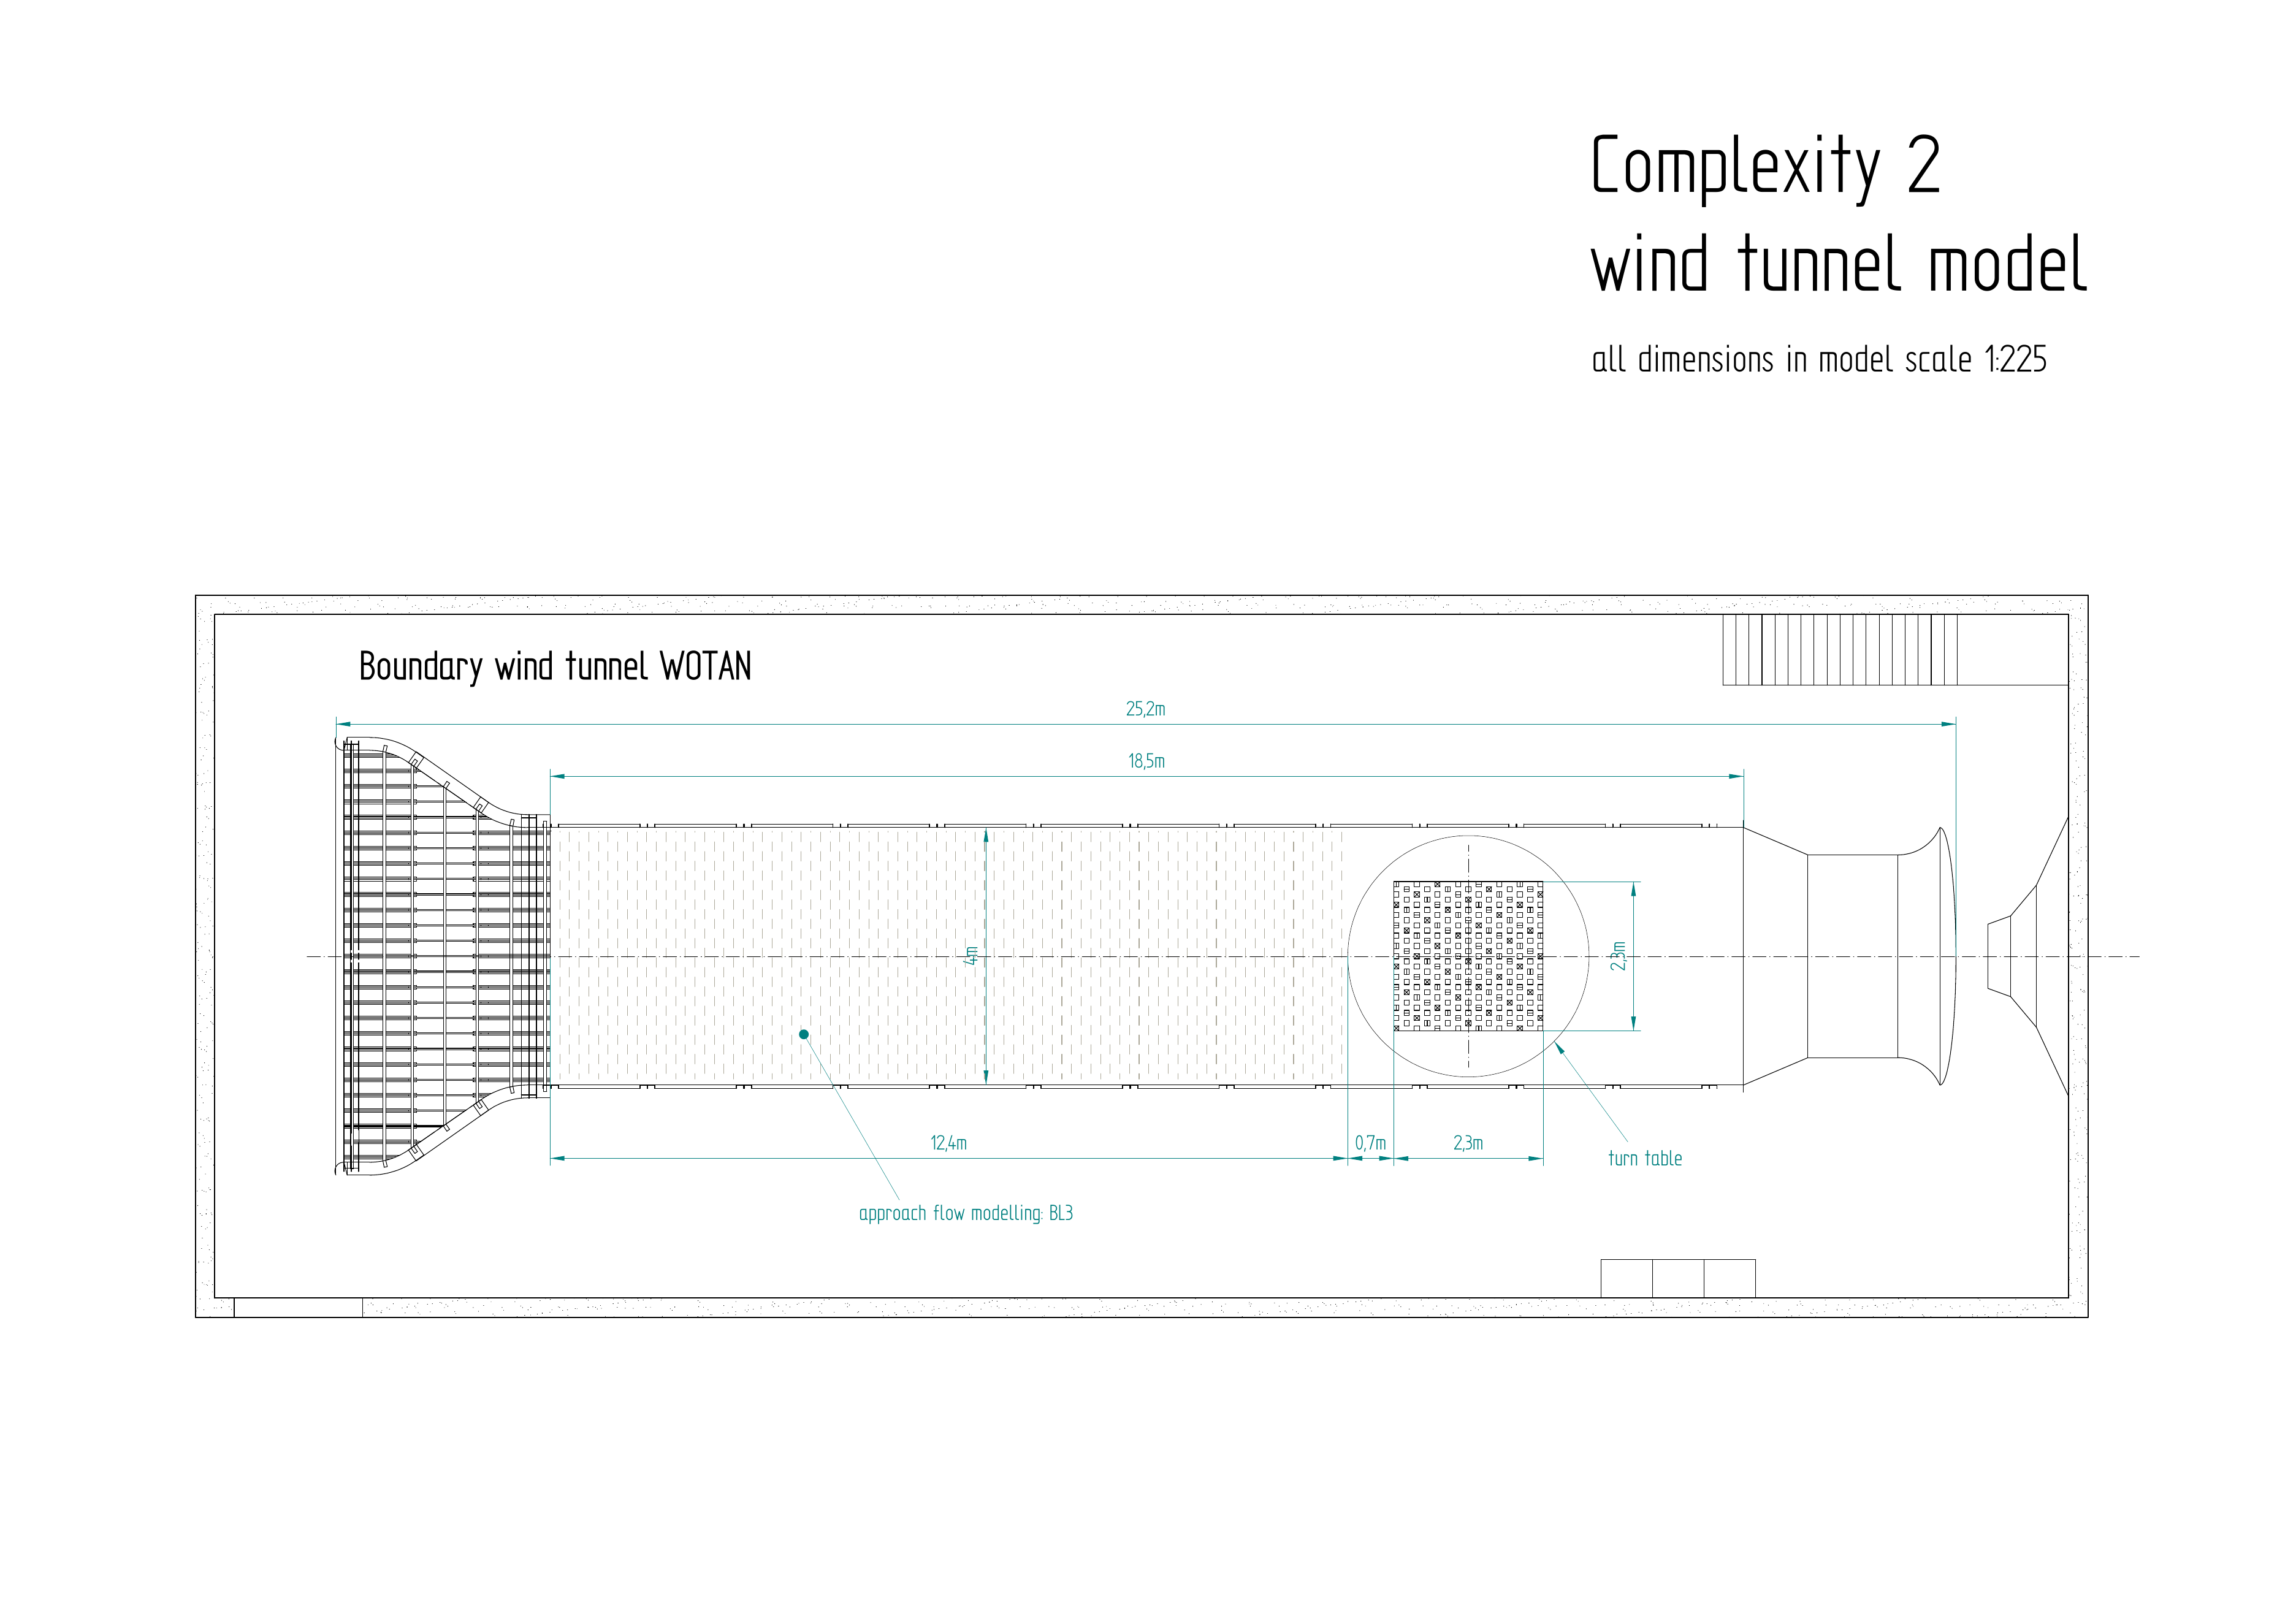 Complexity 2
wind tunnel model
all dimensions in model scale 1:225
Boundary wind tunnel WOTAN
25,2m
18,5m
4m
2,3m
12,4m
0,7m
2,3m
turn table
approach flow modelling: BL3